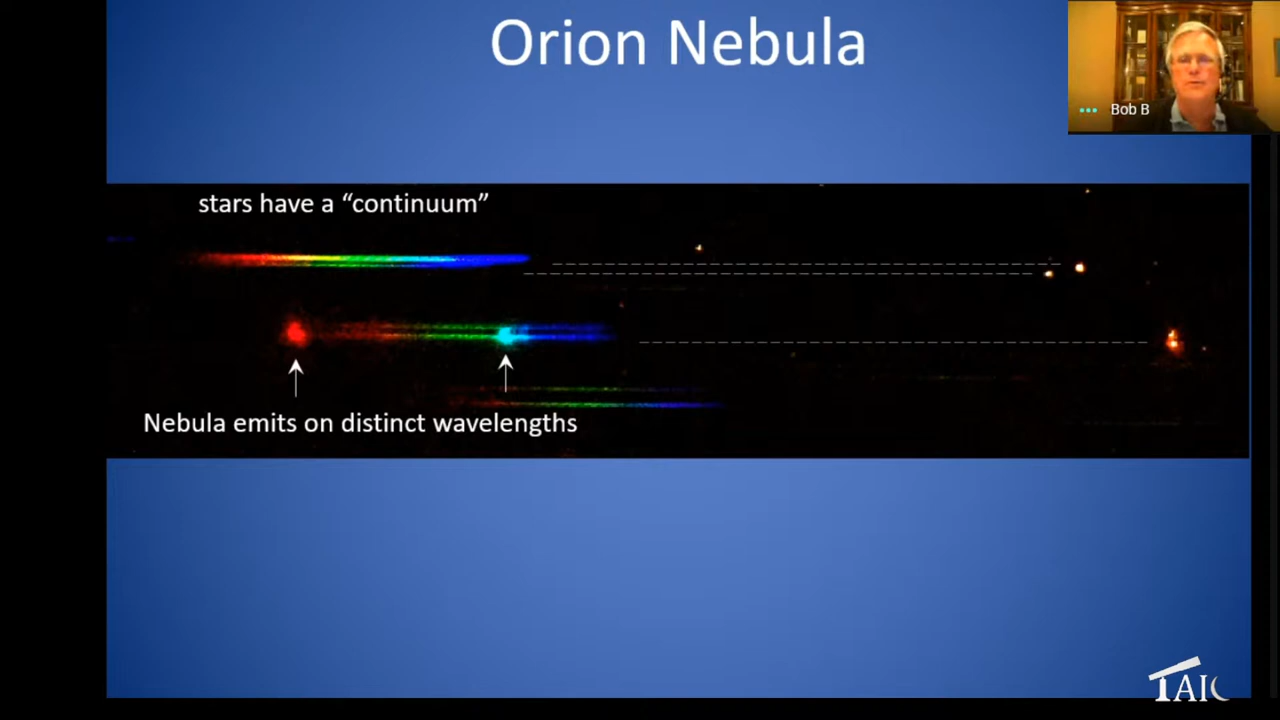 Orion Nebula
Bob B
stars have a “continuum”
Nebula emits on distinct wavelengths
TAIC